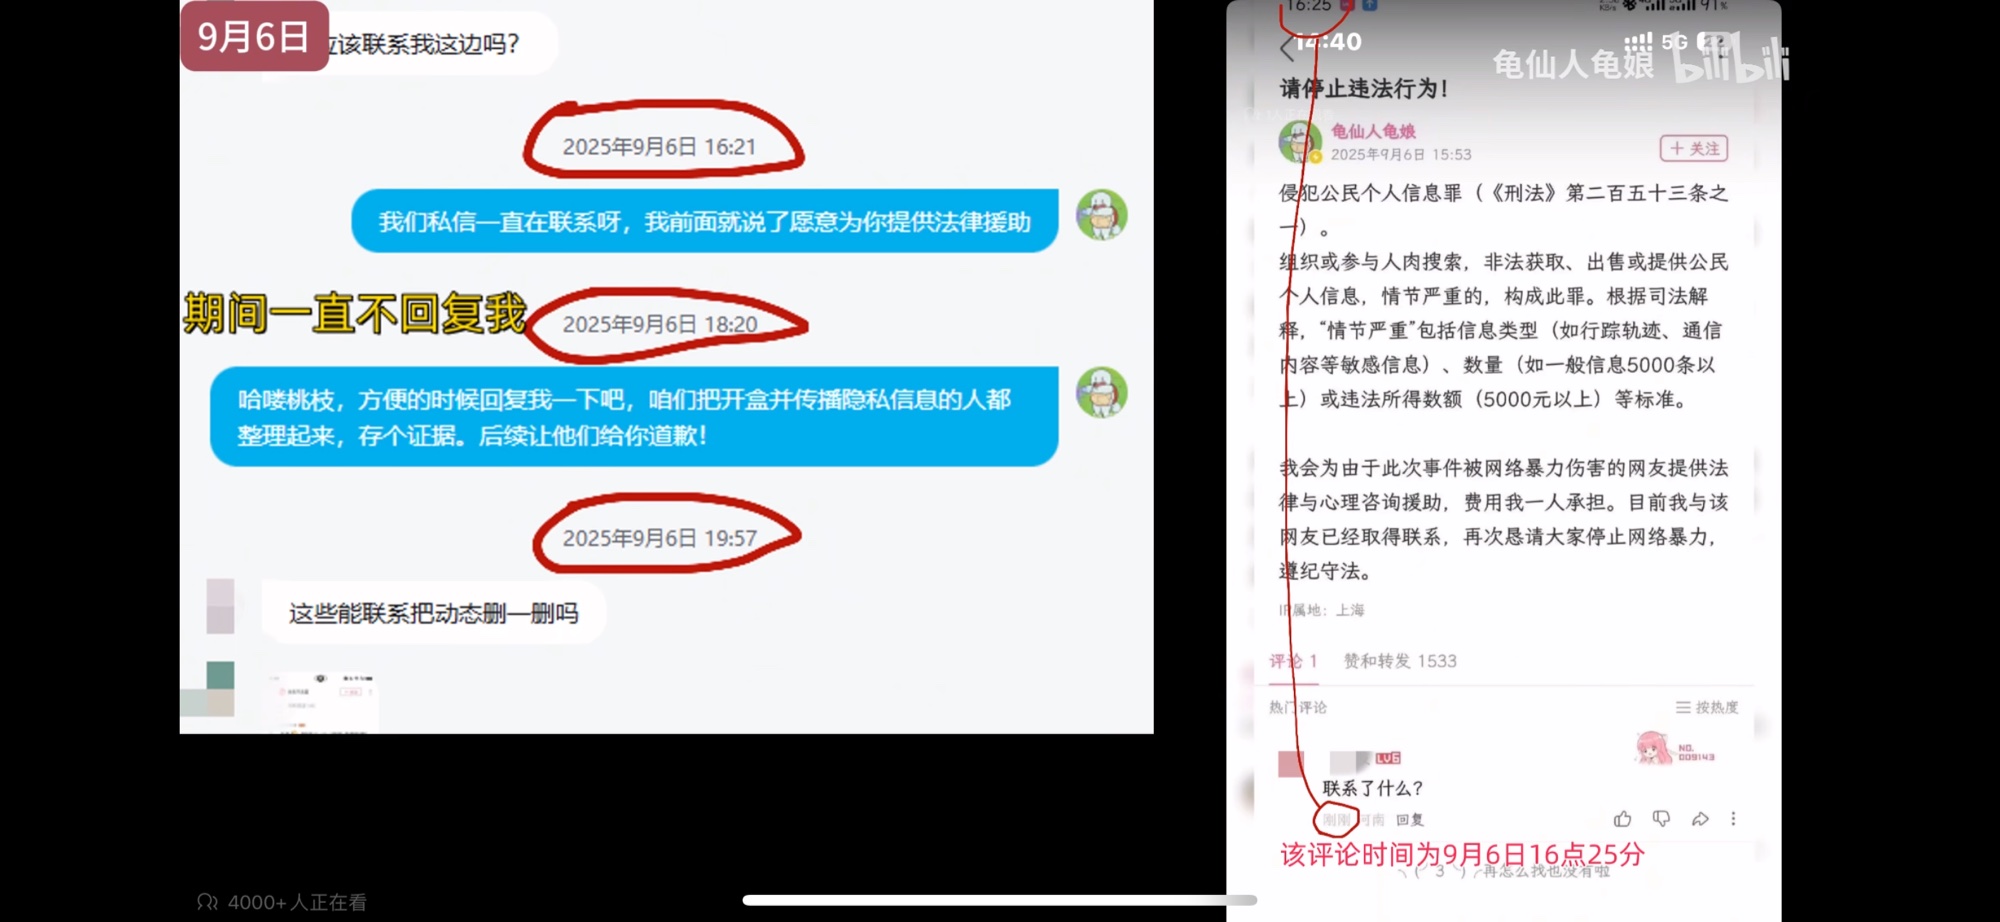 9月6日
应该联系我这边吗？
2025年9月6日 16:21
我们私信一直在联系呀，我前面就说了愿意为你提供法律援助
期间一直不回复我
2025年9月6日 18:20
哈喽桃枝，方便的时候回复我一下吧，咱们把开盒并传播隐私信息的人都
整理起来，存个证据。后续让他们给你道歉！
2025年9月6日 19:57
这些能联系把动态删一删吗
4000+人正在看
16:25
91%
14:40
5G
龟仙人龟娘 bilibili
请停止违法行为！
龟仙人龟娘
2025年9月6日 15:53
+ 关注
侵犯公民个人信息罪（《刑法》第二百五十三条之
一）。
组织或参与人肉搜索，非法获取、出售或提供公民
个人信息，情节严重的，构成此罪。根据司法解
释，“情节严重”包括信息类型（如行踪轨迹、通信
内容等敏感信息）、数量（如一般信息5000条以
上）或违法所得数额（5000元以上）等标准。
我会为由于此次事件被网络暴力伤害的网友提供法
律与心理咨询援助，费用我一人承担。目前我与该
网友已经取得联系，再次恳请大家停止网络暴力，
遵纪守法。
IP属地：上海
评论 1 赞和转发 1533
热门评论 按热度
LV6
NO.
009143
联系了什么？
刚刚 河南 回复
该评论时间为9月6日16点25分
再怎么找也没有啦